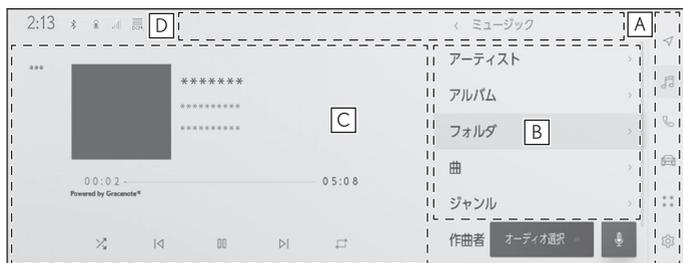 2:13
DCM
D
< ミュージック
A
アーティスト
アルバム
*******
**********
**********
C
フォルダ
B
曲
00:02
05:08
Powered by Gracenote®
ジャンル
作曲者
オーディオ選択